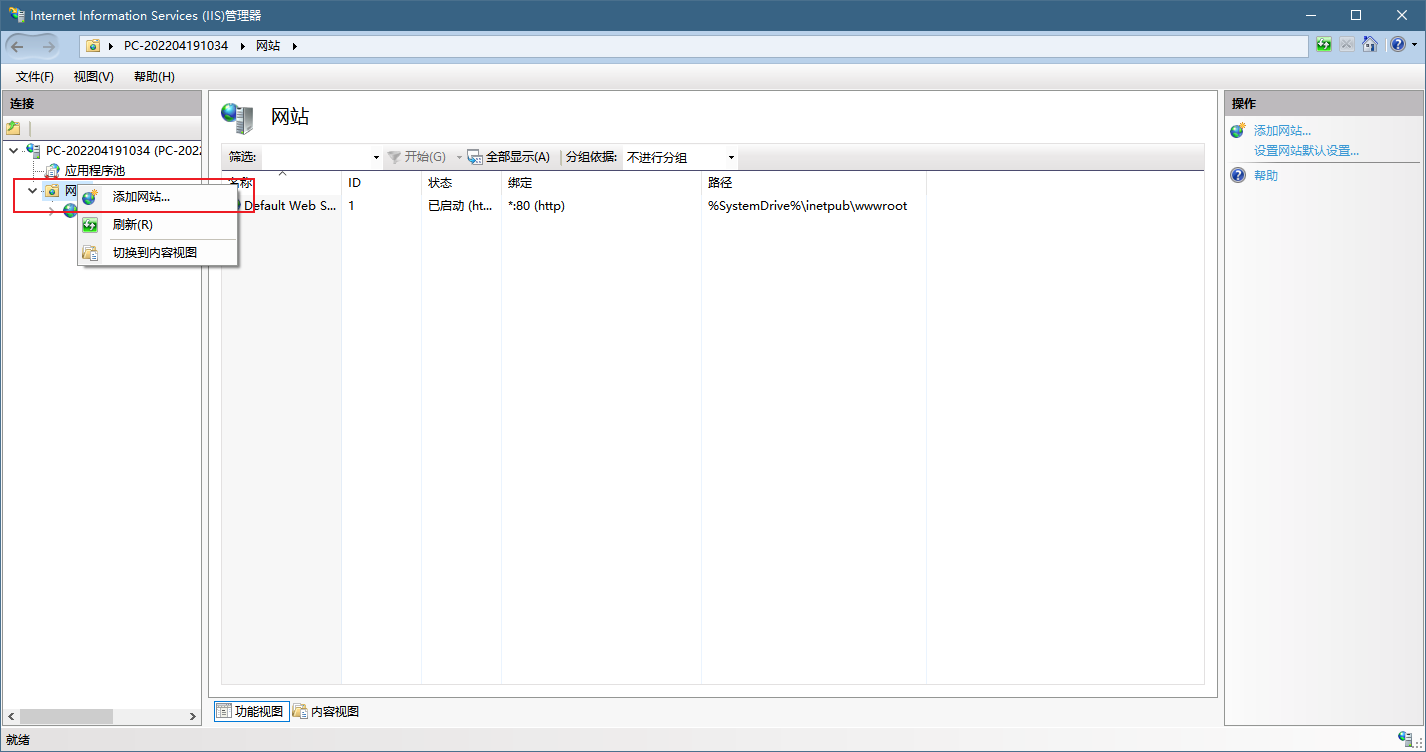 Internet Information Services (IIS)管理器
PC-202204191034 网站
文件(F) 视图(V) 帮助(H)
连接
PC-202204191034 (PC-202
应用程序池
网
添加网站...
刷新(R)
切换到内容视图
网站
筛选: 开始(G) 全部显示(A) 分组依据: 不进行分组
名称 ID 状态 绑定 路径
Default Web S... 1 已启动 (ht... *:80 (http) %SystemDrive%\inetpub\wwwroot
操作
添加网站...
设置网站默认设置...
帮助
功能视图 内容视图
就绪